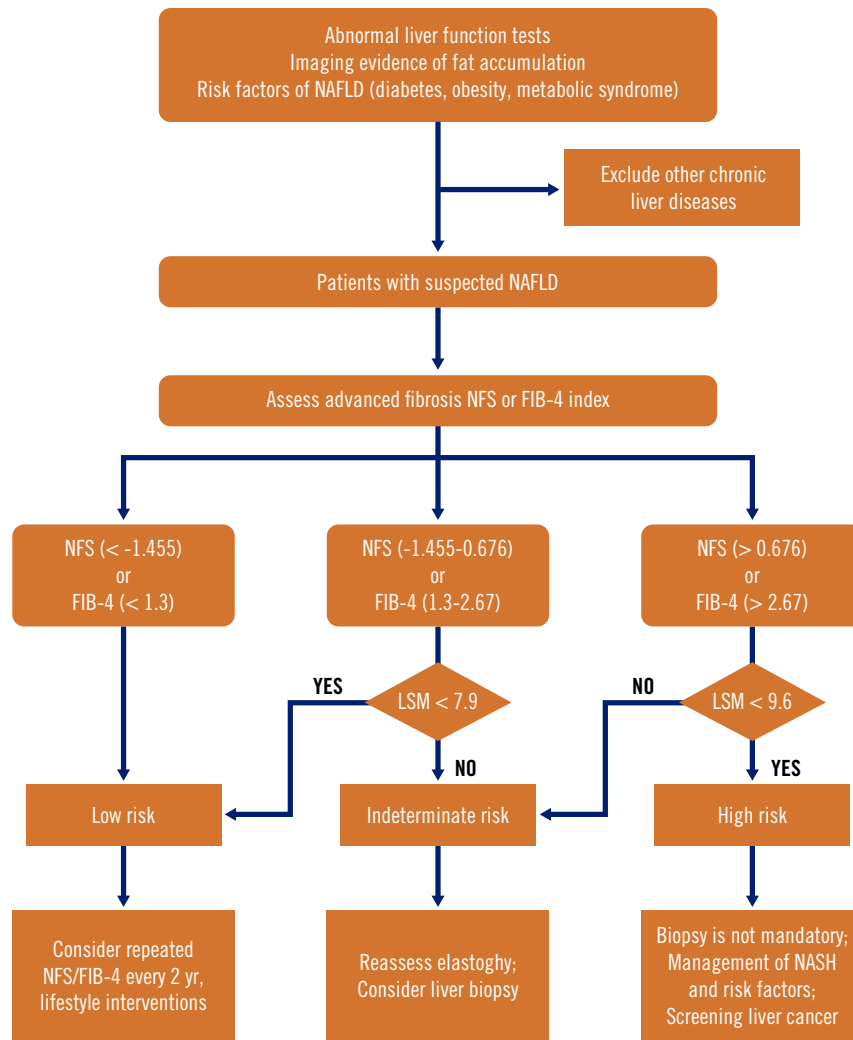 Abnormal liver function tests
Imaging evidence of fat accumulation
Risk factors of NAFLD (diabetes, obesity, metabolic syndrome)
Exclude other chronic
liver diseases
Patients with suspected NAFLD
Assess advanced fibrosis NFS or FIB-4 index
NFS (< -1.455)
or
FIB-4 (< 1.3)
NFS (-1.455-0.676)
or
FIB-4 (1.3-2.67)
NFS (> 0.676)
or
FIB-4 (> 2.67)
YES
LSM < 7.9
NO
NO
LSM < 9.6
YES
Low risk
Indeterminate risk
High risk
Consider repeated
NFS/FIB-4 every 2 yr,
lifestyle interventions
Reassess elastoghy;
Consider liver biopsy
Biopsy is not mandatory;
Management of NASH
and risk factors;
Screening liver cancer